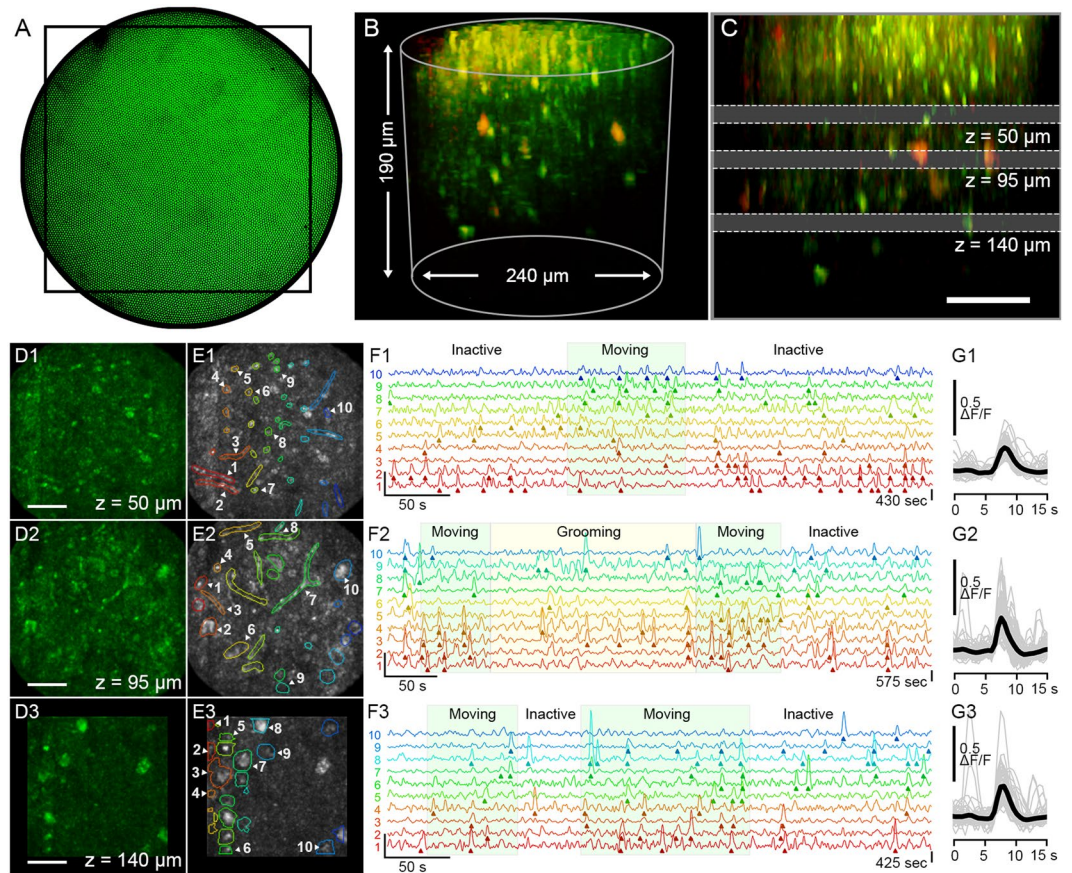 A
B
C
190 µm
240 µm
z = 50 µm
z = 95 µm
z = 140 µm
D1
z = 50 µm
E1
1
2
3
4
5
6
7
8
9
10
F1
Inactive
Moving
Inactive
10
9
8
7
6
5
4
3
2
1
50 s
430 sec
G1
0.5
ΔF/F
0 5 10 15 s
D2
z = 95 µm
E2
1
2
3
4
5
6
7
8
9
10
F2
Moving
Grooming
Moving
Inactive
10
9
8
7
6
5
4
3
2
1
50 s
575 sec
G2
0.5
ΔF/F
0 5 10 15 s
D3
z = 140 µm
E3
1
2
3
4
5
6
7
8
9
10
F3
Moving
Inactive
Moving
Inactive
10
9
8
7
6
5
4
3
2
1
50 s
425 sec
G3
0.5
ΔF/F
0 5 10 15 s